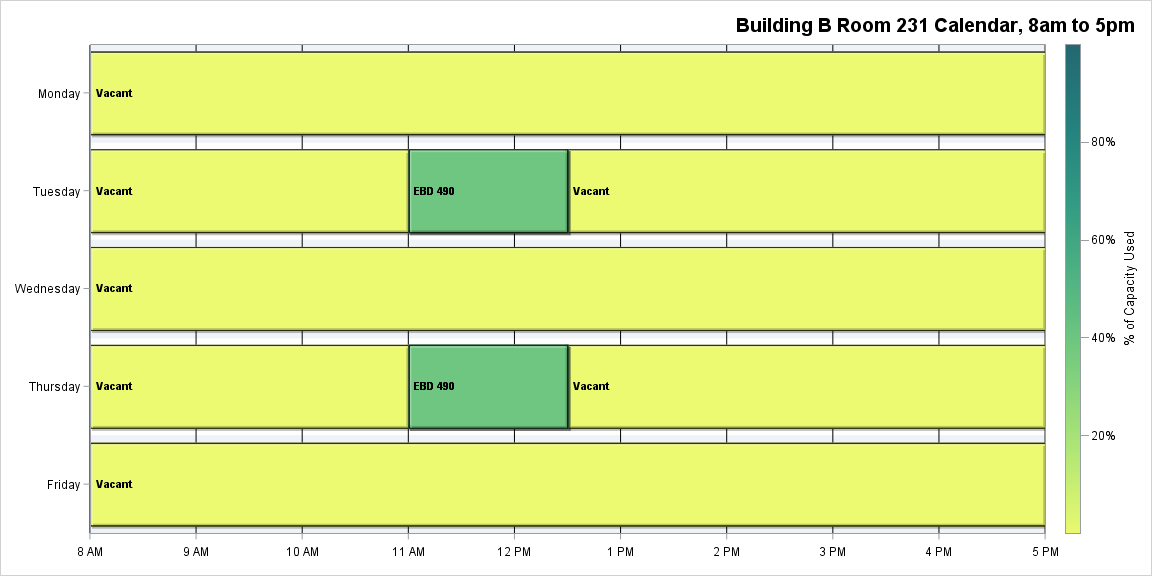 Building B Room 231 Calendar, 8am to 5pm
Monday
Vacant
Tuesday
Vacant
EBD 490
Vacant
Wednesday
Vacant
Thursday
Vacant
EBD 490
Vacant
Friday
Vacant
8 AM
9 AM
10 AM
11 AM
12 PM
1 PM
2 PM
3 PM
4 PM
5 PM
80%
60%
40%
20%
% of Capacity Used